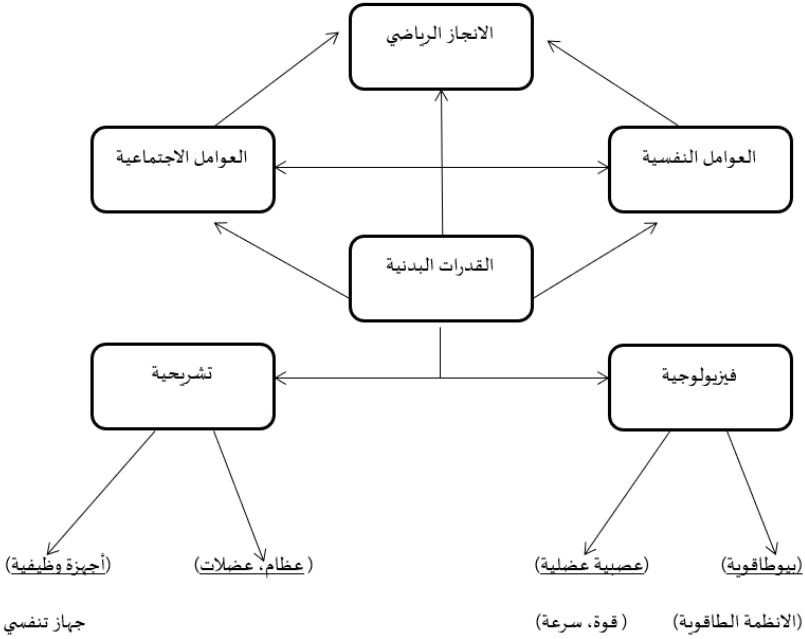 الانجاز الرياضي
العوامل النفسية
العوامل الاجتماعية
القدرات البدنية
فيزيولوجية
تشريحية
(بيوطاقوية)
(عصبية عضلية)
(عظام، عضلات)
(أجهزة وظيفية)
(الانظمة الطاقوية)
(قوة، سرعة)
جهاز تنفسي